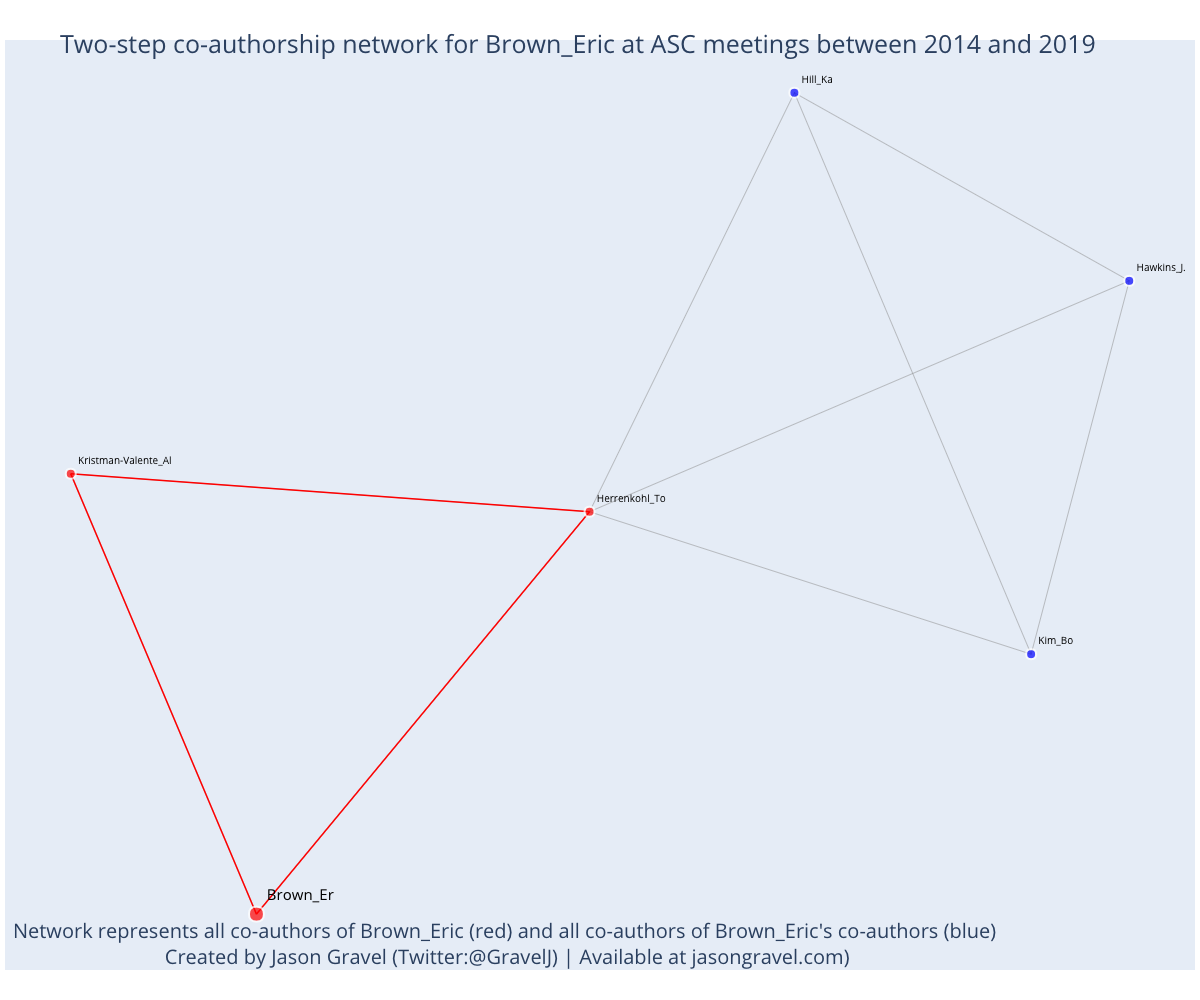 Two-step co-authorship network for Brown_Eric at ASC meetings between 2014 and 2019
Hill_Ka
Hawkins_J.
Kristman-Valente_Al
Herrenkohl_To
Kim_Bo
Brown_Er
Network represents all co-authors of Brown_Eric (red) and all co-authors of Brown_Eric's co-authors (blue)
Created by Jason Gravel (Twitter:@GravelJ) | Available at jasongravel.com)